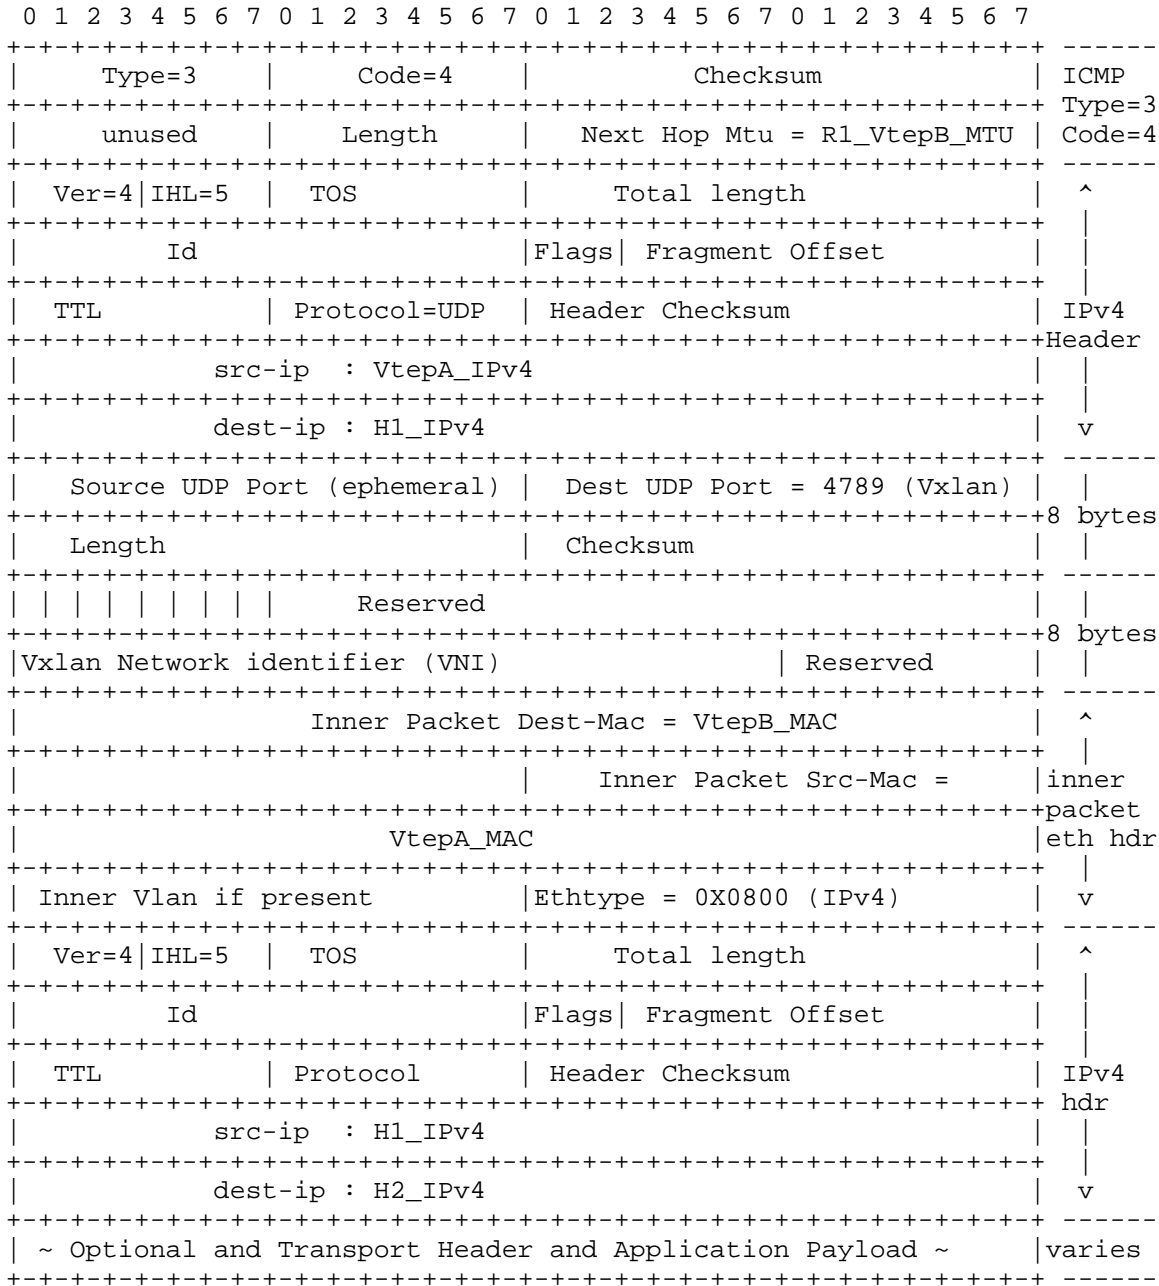 0 1 2 3 4 5 6 7 0 1 2 3 4 5 6 7 0 1 2 3 4 5 6 7 0 1 2 3 4 5 6 7
+-+-+-+-+-+-+-+-+-+-+-+-+-+-+-+-+-+-+-+-+-+-+-+-+-+-+-+-+-+-+-+-+ ------
|     Type=3    |     Code=4    |          Checksum             | ICMP
+-+-+-+-+-+-+-+-+-+-+-+-+-+-+-+-+-+-+-+-+-+-+-+-+-+-+-+-+-+-+-+-+ Type=3
|     unused    |    Length     |   Next Hop Mtu = R1_VtepB_MTU | Code=4
+-+-+-+-+-+-+-+-+-+-+-+-+-+-+-+-+-+-+-+-+-+-+-+-+-+-+-+-+-+-+-+-+ ------
|  Ver=4|IHL=5  |  TOS          |     Total length              |  ^
+-+-+-+-+-+-+-+-+-+-+-+-+-+-+-+-+-+-+-+-+-+-+-+-+-+-+-+-+-+-+-+-+  |
|         Id                    |Flags| Fragment Offset         |  |
+-+-+-+-+-+-+-+-+-+-+-+-+-+-+-+-+-+-+-+-+-+-+-+-+-+-+-+-+-+-+-+-+  |
|  TTL          | Protocol=UDP  | Header Checksum               | IPv4
+-+-+-+-+-+-+-+-+-+-+-+-+-+-+-+-+-+-+-+-+-+-+-+-+-+-+-+-+-+-+-+-+Header
|            src-ip  : VtepA_IPv4                               |  |
+-+-+-+-+-+-+-+-+-+-+-+-+-+-+-+-+-+-+-+-+-+-+-+-+-+-+-+-+-+-+-+-+  |
|            dest-ip : H1_IPv4                                  |  v
+-+-+-+-+-+-+-+-+-+-+-+-+-+-+-+-+-+-+-+-+-+-+-+-+-+-+-+-+-+-+-+-+ ------
|   Source UDP Port (ephemeral) |  Dest UDP Port = 4789 (Vxlan) |  |
+-+-+-+-+-+-+-+-+-+-+-+-+-+-+-+-+-+-+-+-+-+-+-+-+-+-+-+-+-+-+-+-+8 bytes
|   Length                      |  Checksum                     |  |
+-+-+-+-+-+-+-+-+-+-+-+-+-+-+-+-+-+-+-+-+-+-+-+-+-+-+-+-+-+-+-+-+ ------
| | | | | | | | |     Reserved                                  |  |
+-+-+-+-+-+-+-+-+-+-+-+-+-+-+-+-+-+-+-+-+-+-+-+-+-+-+-+-+-+-+-+-+8 bytes
|Vxlan Network identifier (VNI)                 | Reserved      |  |
+-+-+-+-+-+-+-+-+-+-+-+-+-+-+-+-+-+-+-+-+-+-+-+-+-+-+-+-+-+-+-+-+ ------
|                  Inner Packet Dest-Mac = VtepB_MAC            |  ^
+-+-+-+-+-+-+-+-+-+-+-+-+-+-+-+-+-+-+-+-+-+-+-+-+-+-+-+-+-+-+-+-+  |
|                               |    Inner Packet Src-Mac =     |inner
+-+-+-+-+-+-+-+-+-+-+-+-+-+-+-+-+-+-+-+-+-+-+-+-+-+-+-+-+-+-+-+-+packet
|                       VtepA_MAC                               |eth hdr
+-+-+-+-+-+-+-+-+-+-+-+-+-+-+-+-+-+-+-+-+-+-+-+-+-+-+-+-+-+-+-+-+  |
| Inner Vlan if present         |Ethtype = 0X0800 (IPv4)        |  v
+-+-+-+-+-+-+-+-+-+-+-+-+-+-+-+-+-+-+-+-+-+-+-+-+-+-+-+-+-+-+-+-+ ------
|  Ver=4|IHL=5  |  TOS          |     Total length              |  ^
+-+-+-+-+-+-+-+-+-+-+-+-+-+-+-+-+-+-+-+-+-+-+-+-+-+-+-+-+-+-+-+-+  |
|         Id                    |Flags| Fragment Offset         |  |
+-+-+-+-+-+-+-+-+-+-+-+-+-+-+-+-+-+-+-+-+-+-+-+-+-+-+-+-+-+-+-+-+  |
|  TTL          | Protocol      | Header Checksum               | IPv4
+-+-+-+-+-+-+-+-+-+-+-+-+-+-+-+-+-+-+-+-+-+-+-+-+-+-+-+-+-+-+-+-+ hdr
|            src-ip  : H1_IPv4                                  |  |
+-+-+-+-+-+-+-+-+-+-+-+-+-+-+-+-+-+-+-+-+-+-+-+-+-+-+-+-+-+-+-+-+  |
|            dest-ip : H2_IPv4                                  |  v
+-+-+-+-+-+-+-+-+-+-+-+-+-+-+-+-+-+-+-+-+-+-+-+-+-+-+-+-+-+-+-+-+ ------
| ~ Optional and Transport Header and Application Payload ~     |varies
+-+-+-+-+-+-+-+-+-+-+-+-+-+-+-+-+-+-+-+-+-+-+-+-+-+-+-+-+-+-+-+-+ ------